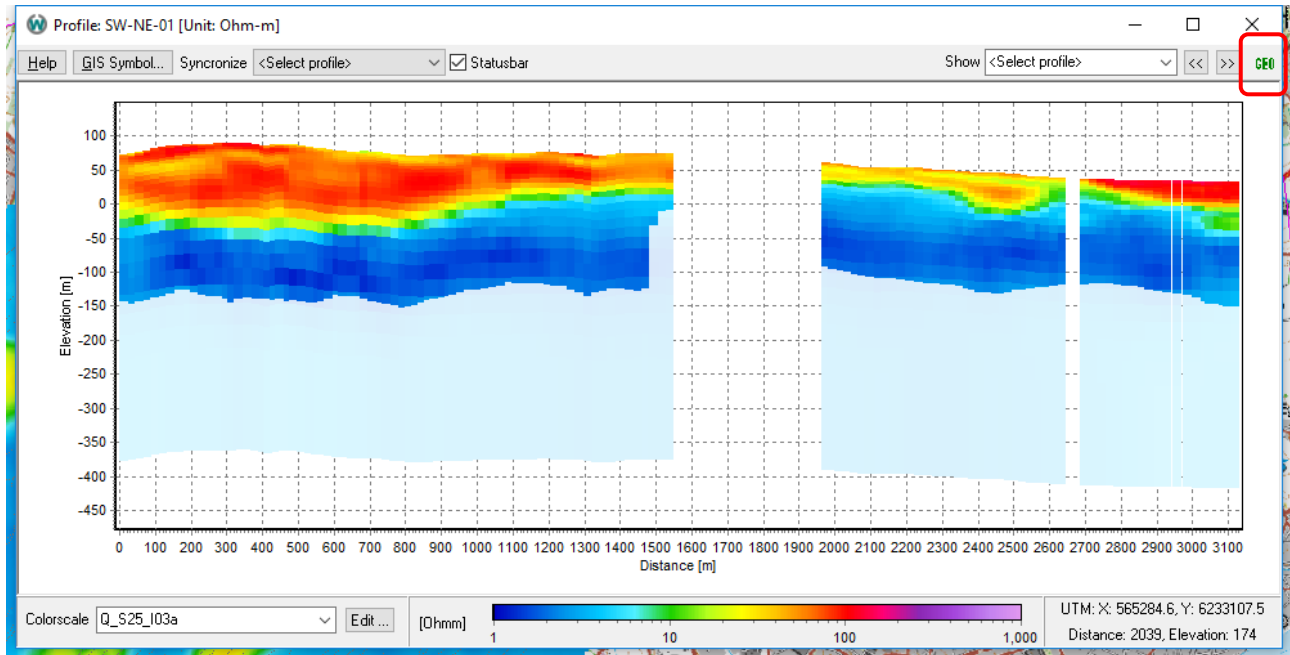 Profile: SW-NE-01 [Unit: Ohm-m]
Help GIS Symbol... Syncronize <Select profile> Statusbar Show <Select profile> << >> GEO
100
50
0
-50
-100
-150
-200
-250
-300
-350
-400
-450
Elevation [m]
0 100 200 300 400 500 600 700 800 900 1000 1100 1200 1300 1400 1500 1600 1700 1800 1900 2000 2100 2200 2300 2400 2500 2600 2700 2800 2900 3000 3100
Distance [m]
Colorscale Q_S25_I03a Edit ... [Ohmm]
1 10 100 1,000
UTM: X: 565284.6, Y: 6233107.5
Distance: 2039, Elevation: 174